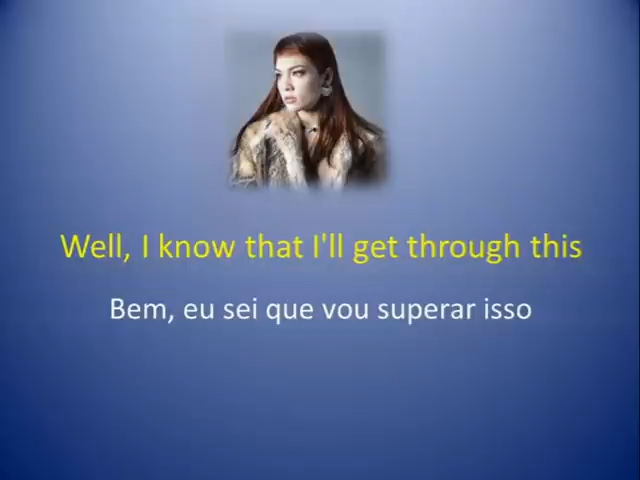 Well, I know that I'll get through this
Bem, eu sei que vou superar isso